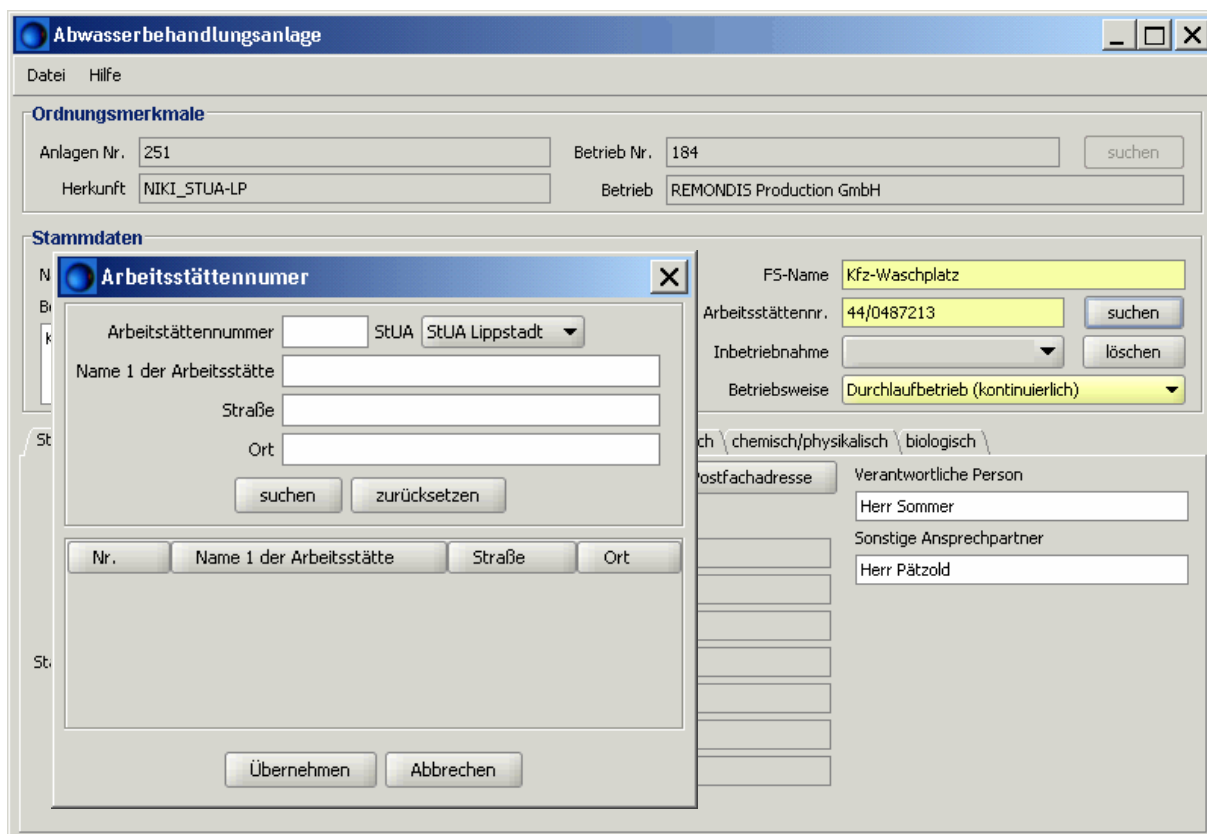 Abwasserbehandlungsanlage
Datei Hilfe
Ordnungsmerkmale
Anlagen Nr. 251 Betrieb Nr. 184 suchen
Herkunft NIKI_STUA-LP Betrieb REMONDIS Production GmbH
Stammdaten
FS-Name Kfz-Waschplatz
Arbeitsstättennr. 44/0487213 suchen
Inbetriebnahme löschen
Betriebsweise Durchlaufbetrieb (kontinuierlich)
Arbeitsstättennumer
Arbeitstättennummer StUA StUA Lippstadt
Name 1 der Arbeitsstätte
Straße
Ort
suchen zurücksetzen
Nr. Name 1 der Arbeitsstätte Straße Ort
Übernehmen Abbrechen
chemisch/physikalisch biologisch
Postfachadresse Verantwortliche Person
Herr Sommer
Sonstige Ansprechpartner
Herr Pätzold